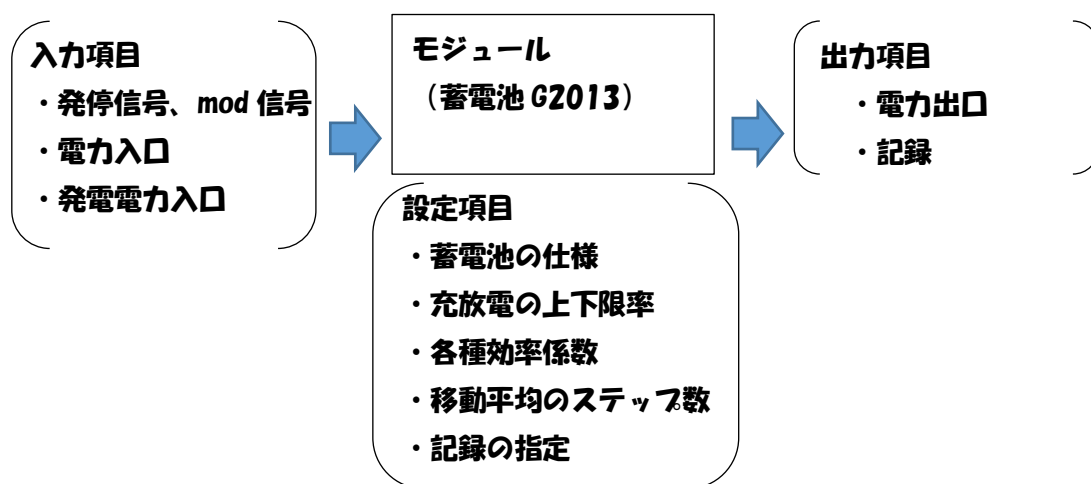 入力項目
・発停信号、mod 信号
・電力入口
・発電電力入口
モジュール
（蓄電池 G2013）
出力項目
・電力出口
・記録
設定項目
・蓄電池の仕様
・充放電の上下限率
・各種効率係数
・移動平均のステップ数
・記録の指定